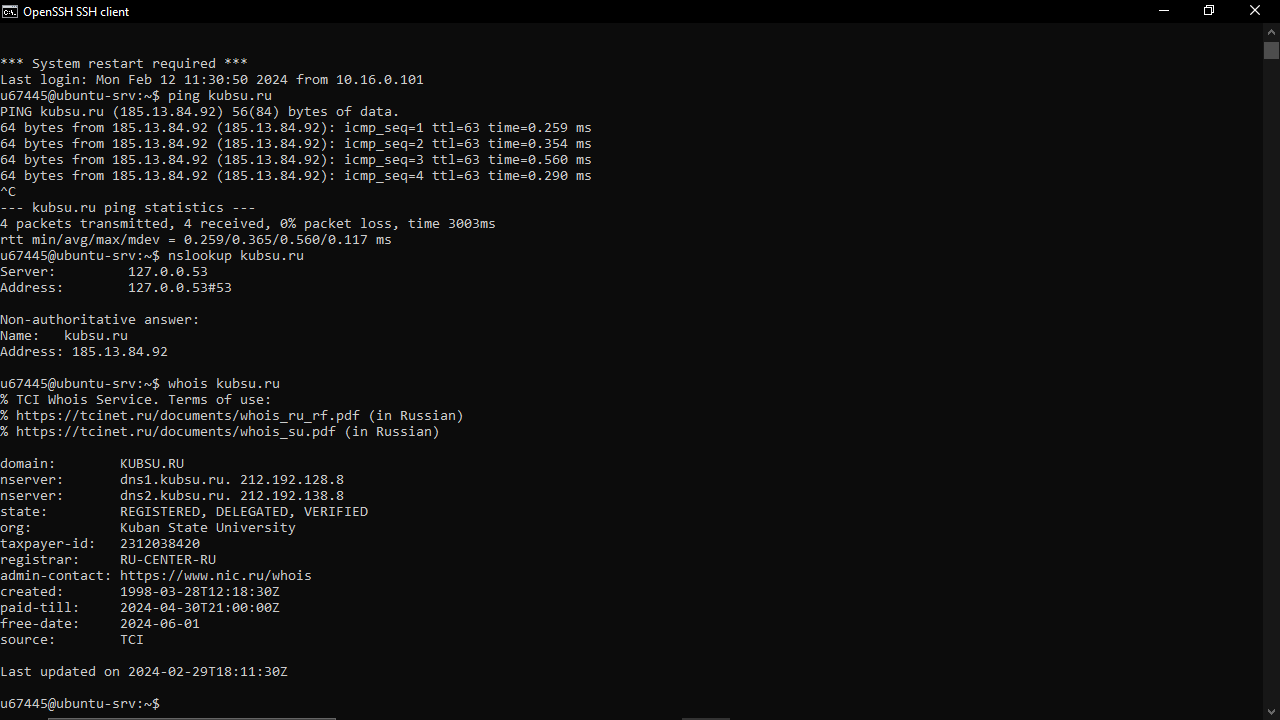 OpenSSH SSH client
*** System restart required ***
Last login: Mon Feb 12 11:30:50 2024 from 10.16.0.101
u67445@ubuntu-srv:~$ ping kubsu.ru
PING kubsu.ru (185.13.84.92) 56(84) bytes of data.
64 bytes from 185.13.84.92 (185.13.84.92): icmp_seq=1 ttl=63 time=0.259 ms
64 bytes from 185.13.84.92 (185.13.84.92): icmp_seq=2 ttl=63 time=0.354 ms
64 bytes from 185.13.84.92 (185.13.84.92): icmp_seq=3 ttl=63 time=0.560 ms
64 bytes from 185.13.84.92 (185.13.84.92): icmp_seq=4 ttl=63 time=0.290 ms
^C
--- kubsu.ru ping statistics ---
4 packets transmitted, 4 received, 0% packet loss, time 3003ms
rtt min/avg/max/mdev = 0.259/0.365/0.560/0.117 ms
u67445@ubuntu-srv:~$ nslookup kubsu.ru
Server:         127.0.0.53
Address:        127.0.0.53#53

Non-authoritative answer:
Name:   kubsu.ru
Address: 185.13.84.92

u67445@ubuntu-srv:~$ whois kubsu.ru
% TCI Whois Service. Terms of use:
% https://tcinet.ru/documents/whois_ru_rf.pdf (in Russian)
% https://tcinet.ru/documents/whois_su.pdf (in Russian)

domain:        KUBSU.RU
nserver:       dns1.kubsu.ru. 212.192.128.8
nserver:       dns2.kubsu.ru. 212.192.138.8
state:         REGISTERED, DELEGATED, VERIFIED
org:           Kuban State University
taxpayer-id:   2312038420
registrar:     RU-CENTER-RU
admin-contact: https://www.nic.ru/whois
created:       1998-03-28T12:18:30Z
paid-till:     2024-04-30T21:00:00Z
free-date:     2024-06-01
source:        TCI

Last updated on 2024-02-29T18:11:30Z

u67445@ubuntu-srv:~$